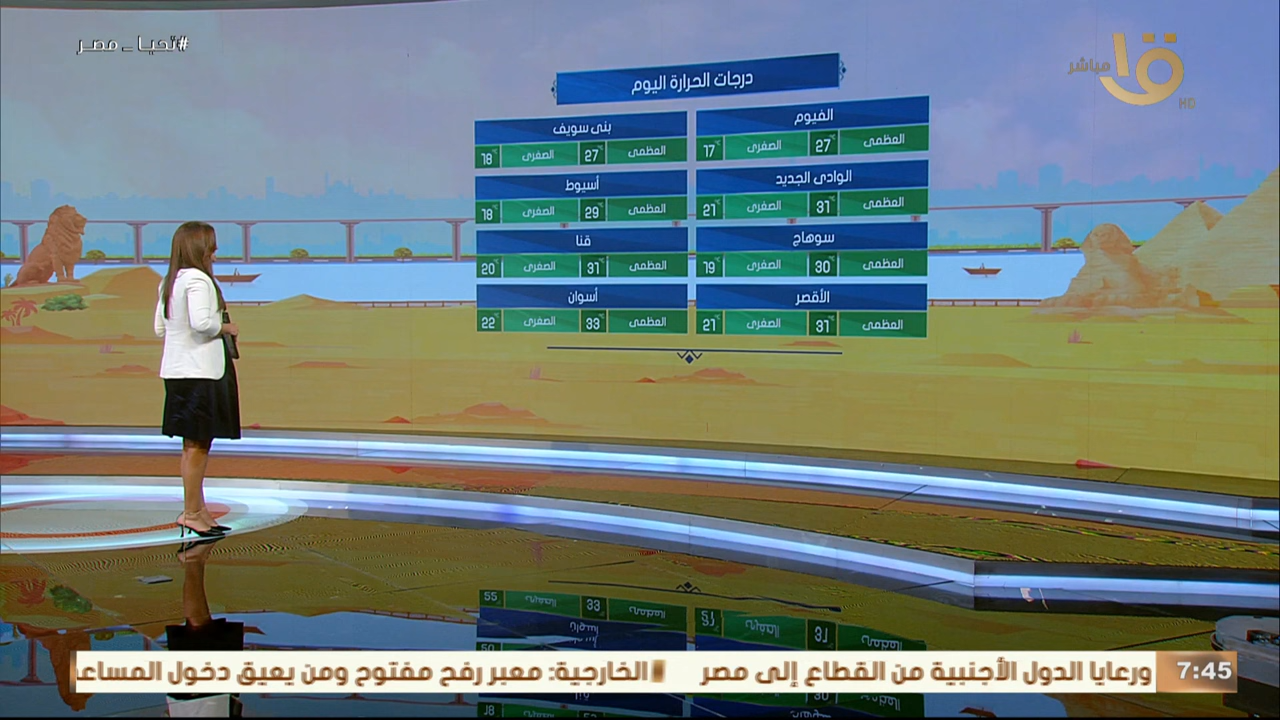 #تحيا_مصر
مباشر
HD
درجات الحرارة اليوم
الفيوم
العظمى 27°c الصغرى 17°c
بنى سويف
العظمى 27°c الصغرى 18°c
الوادى الجديد
العظمى 31°c الصغرى 21°c
أسيوط
العظمى 29°c الصغرى 18°c
سوهاج
العظمى 30°c الصغرى 19°c
قنا
العظمى 31°c الصغرى 20°c
الأقصر
العظمى 31°c الصغرى 21°c
أسوان
العظمى 33°c الصغرى 22°c
7:45 ورعايا الدول الأجنبية من القطاع إلى مصر الخارجية: معبر رفح مفتوح ومن يعيق دخول المساعد